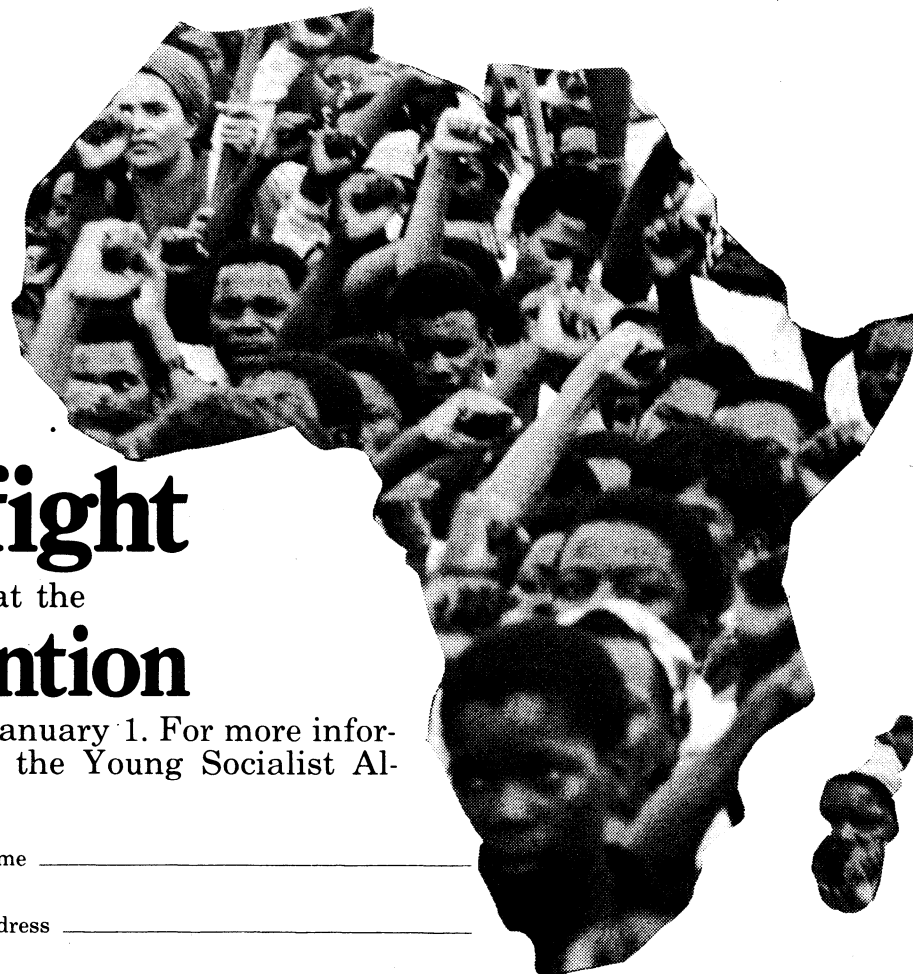 fight
at the
ntion
anuary 1. For more infor-
the Young Socialist Al-
me
dress